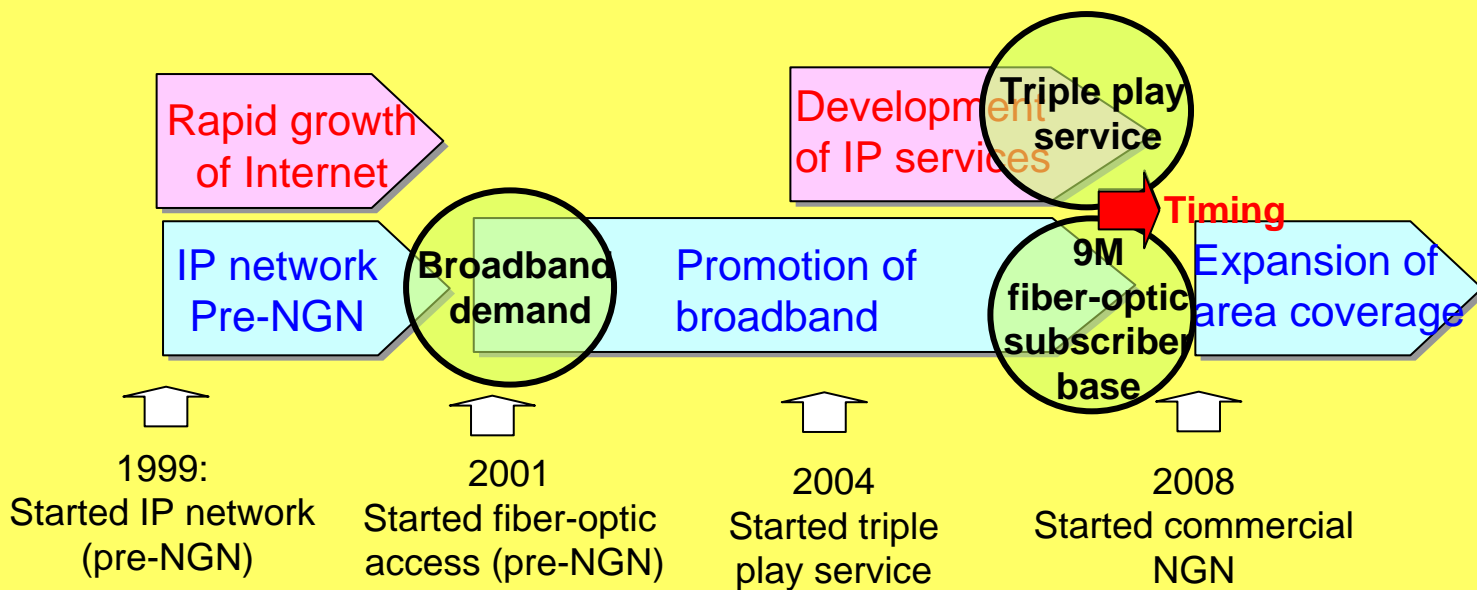 Rapid growth
of Internet
Development
of IP services
Triple play
service
Timing
IP network
Pre-NGN
Broadband
demand
Promotion of
broadband
9M
fiber-optic
subscriber
base
Expansion of
area coverage
1999:
Started IP network
(pre-NGN)
2001
Started fiber-optic
access (pre-NGN)
2004
Started triple
play service
2008
Started commercial
NGN